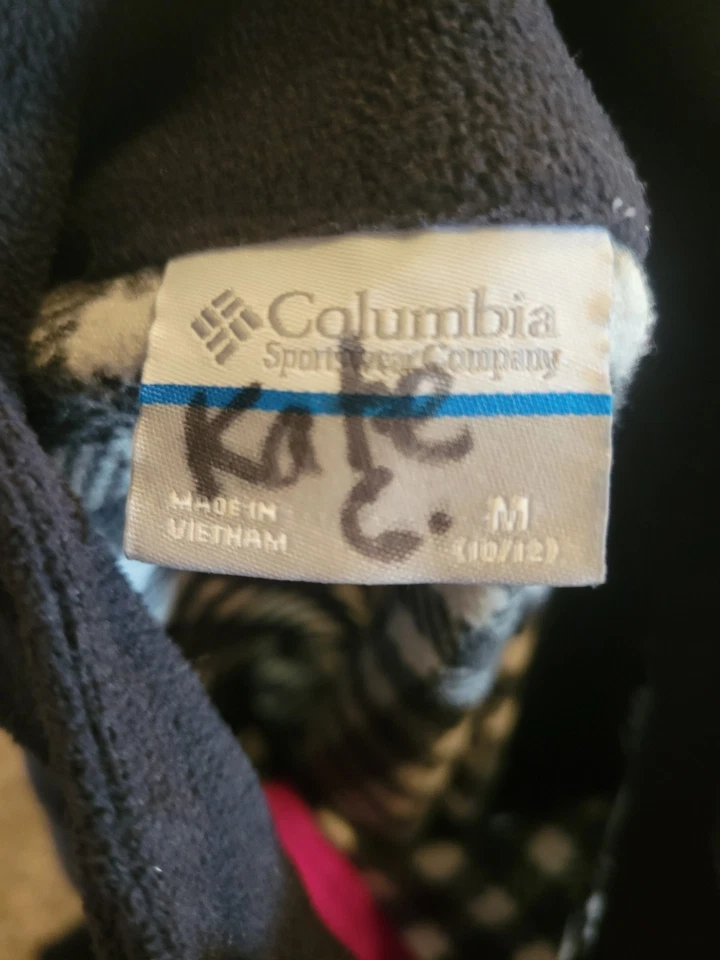 Columbia
Sportswear Company
Kate
C.
MADE IN
VIETNAM
M
(10/12)